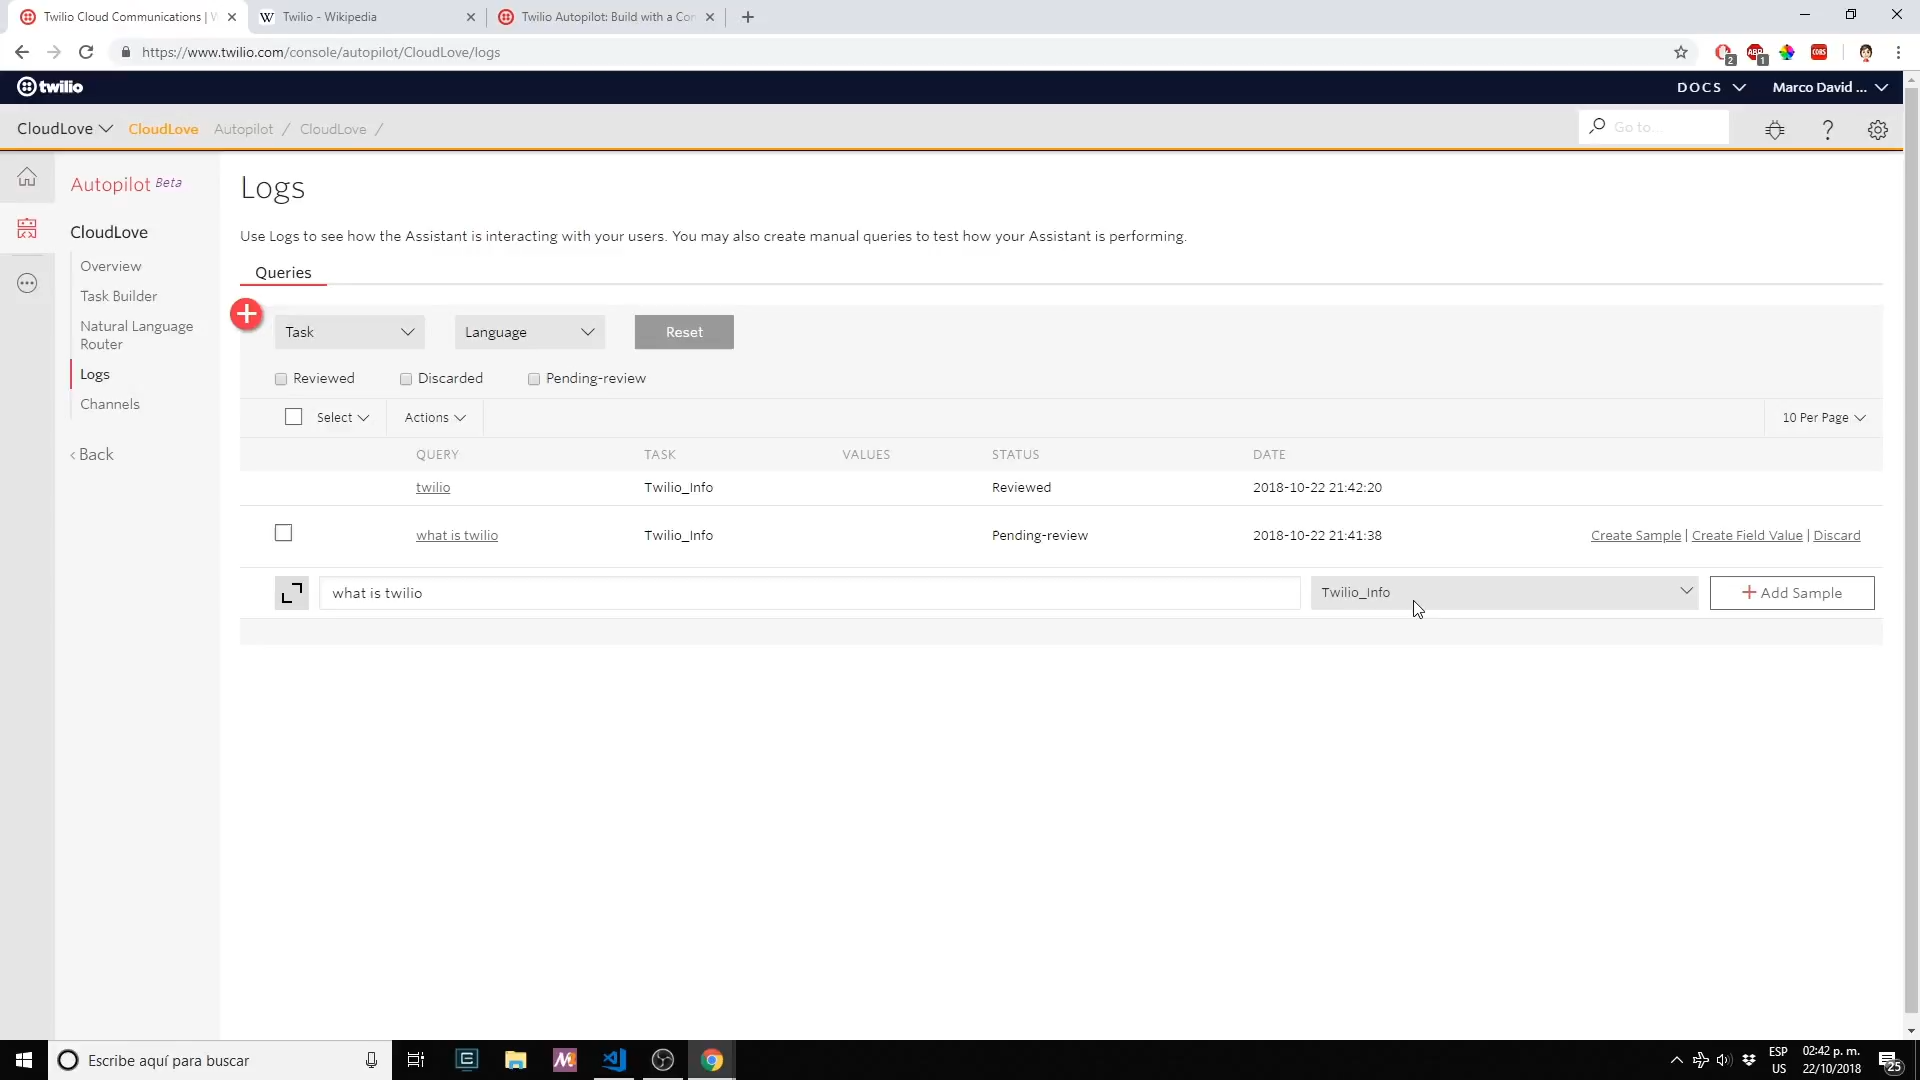 Twilio Cloud Communications | W
Twilio - Wikipedia
Twilio Autopilot: Build with a Con
https://www.twilio.com/console/autopilot/CloudLove/logs
2
ABP
1
CORS
twilio
DOCS
Marco David ...
CloudLove
CloudLove
Autopilot /
CloudLove /
Go to...
Autopilot Beta
CloudLove
Overview
Task Builder
Natural Language
Router
Logs
Channels
‹ Back
Logs
Use Logs to see how the Assistant is interacting with your users. You may also create manual queries to test how your Assistant is performing.
Queries
Task
Language
Reset
Reviewed
Discarded
Pending-review
Select
Actions
10 Per Page
QUERY TASK VALUES STATUS DATE
twilio Twilio_Info Reviewed 2018-10-22 21:42:20
what is twilio Twilio_Info Pending-review 2018-10-22 21:41:38 Create Sample | Create Field Value | Discard
what is twilio
Twilio_Info
+ Add Sample
Escribe aquí para buscar
ESP
US
02:42 p. m.
22/10/2018
25